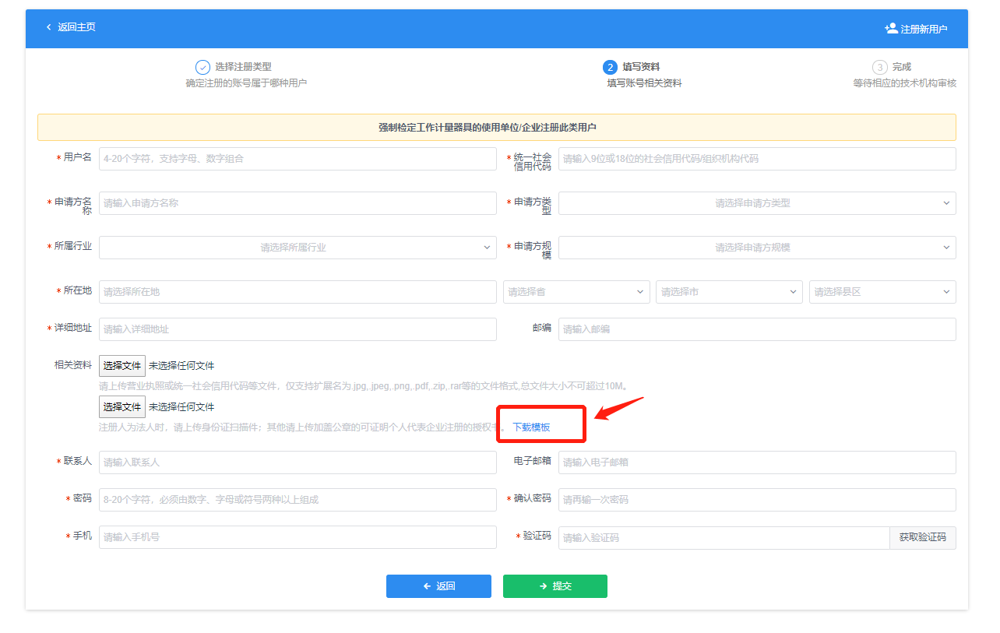 返回主页
注册新用户
选择注册类型
确定注册的账号属于哪种用户
2 填写资料
填写账号相关资料
3 完成
等待相应的技术机构审核
强制检定工作计量器具的使用单位/企业注册此类用户
* 用户名 4-20个字符，支持字母、数字组合
* 统一社会信用代码 请输入9位或18位的社会信用代码/组织机构代码
* 申请方名称 请输入申请方名称
* 申请方类型 请选择申请方类型
* 所属行业 请选择所属行业
* 申请方规模 请选择申请方规模
* 所在地 请选择所在地 请选择省 请选择市 请选择县区
* 详细地址 请输入详细地址
邮编 请输入邮编
相关资料 选择文件 未选择任何文件
请上传营业执照或统一社会信用代码等文件，仅支持扩展名为.jpg,.jpeg,.png,.pdf,.zip,.rar等的文件格式,总文件大小不可超过10M。
选择文件 未选择任何文件
注册人为法人时，请上传身份证扫描件；其他请上传加盖公章的可证明个人代表企业注册的授权书。 下载模板
* 联系人 请输入联系人
电子邮箱 请输入电子邮箱
* 密码 8-20个字符，必须由数字、字母或符号两种以上组成
* 确认密码 请再输一次密码
* 手机 请输入手机号
* 验证码 请输入验证码 获取验证码
返回
提交